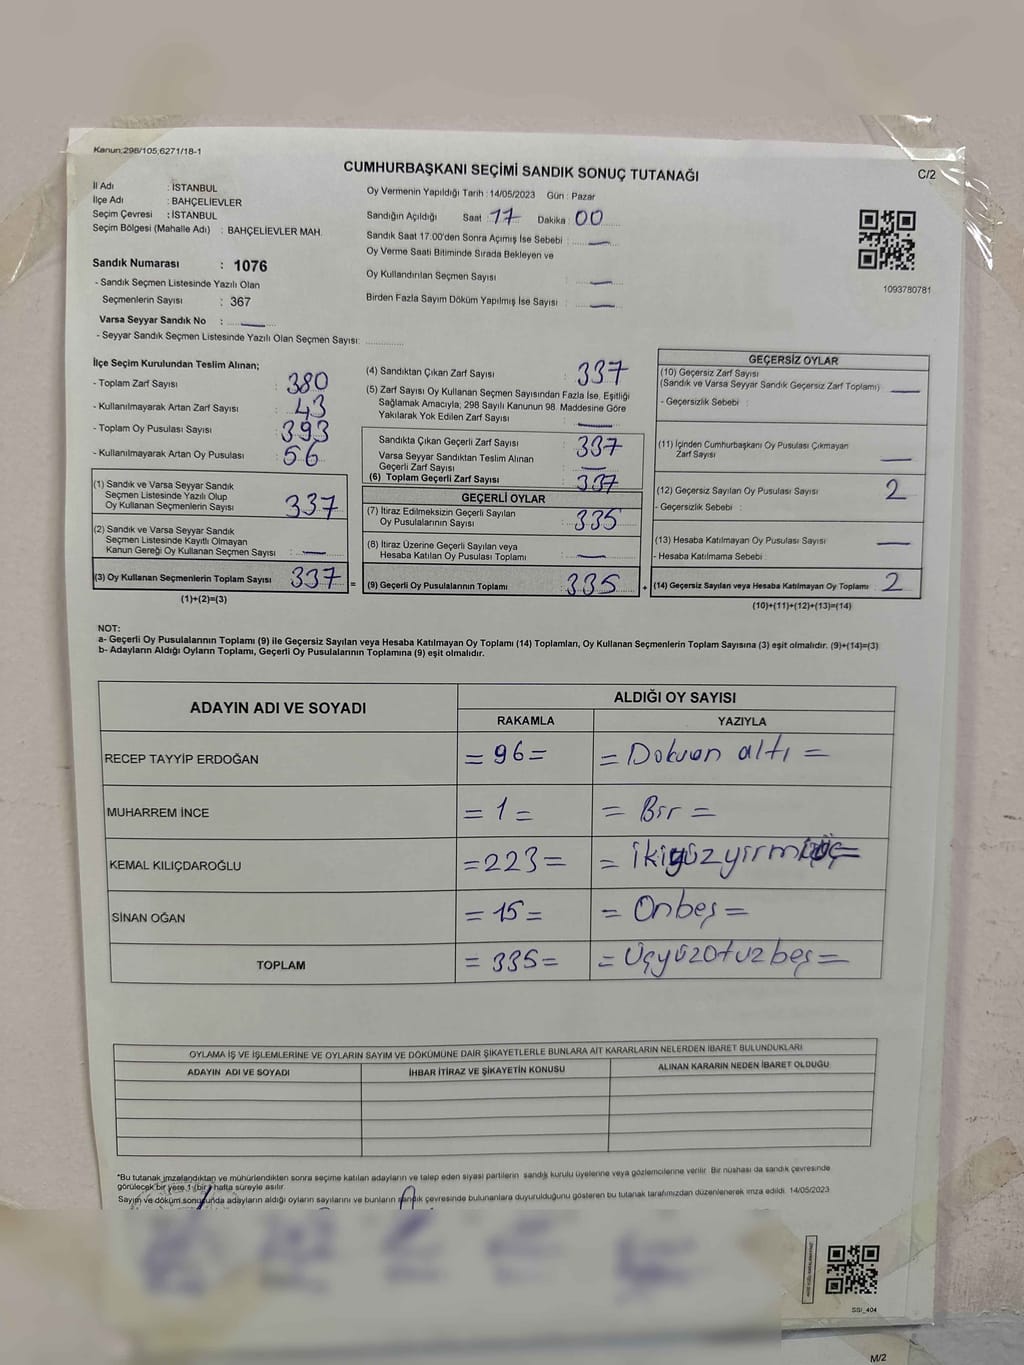 Kanun:298/105,6271/18-1
CUMHURBAŞKANI SEÇİMİ SANDIK SONUÇ TUTANAĞI
C/2
İl Adı : İSTANBUL
İlçe Adı : BAHÇELİEVLER
Seçim Çevresi : İSTANBUL
Seçim Bölgesi (Mahalle Adı) : BAHÇELİEVLER MAH.
Oy Vermenin Yapıldığı Tarih : 14/05/2023 Gün : Pazar
Sandığın Açıldığı Saat : 17 Dakika : 00
Sandık Saat 17:00'den Sonra Açımış İse Sebebi : —
Oy Verme Saati Bitiminde Sırada Bekleyen ve
Oy Kullandırılan Seçmen Sayısı : —
Birden Fazla Sayım Döküm Yapılmış İse Sayısı : —
1093780781
Sandık Numarası : 1076
- Sandık Seçmen Listesinde Yazılı Olan
Seçmenlerin Sayısı : 367
Varsa Seyyar Sandık No : —
- Seyyar Sandık Seçmen Listesinde Yazılı Olan Seçmen Sayısı:
İlçe Seçim Kurulundan Teslim Alınan;
- Toplam Zarf Sayısı : 380
- Kullanılmayarak Artan Zarf Sayısı : 43
- Toplam Oy Pusulası Sayısı : 393
- Kullanılmayarak Artan Oy Pusulası : 56
(1) Sandık ve Varsa Seyyar Sandık
Seçmen Listesinde Yazılı Olup
Oy Kullanan Seçmenlerin Sayısı : 337
(2) Sandık ve Varsa Seyyar Sandık
Seçmen Listesinde Kayıtlı Olmayan
Kanun Gereği Oy Kullanan Seçmen Sayısı : —
(3) Oy Kullanan Seçmenlerin Toplam Sayısı : 337 =
(1)+(2)=(3)
(4) Sandıktan Çıkan Zarf Sayısı : 337
(5) Zarf Sayısı Oy Kullanan Seçmen Sayısından Fazla İse, Eşitliği
Sağlamak Amacıyla; 298 Sayılı Kanunun 98. Maddesine Göre
Yakılarak Yok Edilen Zarf Sayısı : —
Sandıkta Çıkan Geçerli Zarf Sayısı : 337
Varsa Seyyar Sandıktan Teslim Alınan
Geçerli Zarf Sayısı : —
(6) Toplam Geçerli Zarf Sayısı : 337
GEÇERLİ OYLAR
(7) İtiraz Edilmeksizin Geçerli Sayılan
Oy Pusulalarının Sayısı : 335
(8) İtiraz Üzerine Geçerli Sayılan veya
Hesaba Katılan Oy Pusulası Toplamı : —
(9) Geçerli Oy Pusulalarının Toplamı : 335 +
GEÇERSİZ OYLAR
(10) Geçersiz Zarf Sayısı
(Sandık ve Varsa Seyyar Sandık Geçersiz Zarf Toplamı) : —
- Geçersizlik Sebebi :
(11) İçinden Cumhurbaşkanı Oy Pusulası Çıkmayan
Zarf Sayısı : —
(12) Geçersiz Sayılan Oy Pusulası Sayısı : 2
- Geçersizlik Sebebi :
(13) Hesaba Katılmayan Oy Pusulası Sayısı : —
- Hesaba Katılmama Sebebi :
(14) Geçersiz Sayılan veya Hesaba Katılmayan Oy Toplamı : 2
(10)+(11)+(12)+(13)=(14)
NOT:
a- Geçerli Oy Pusulalarının Toplamı (9) ile Geçersiz Sayılan veya Hesaba Katılmayan Oy Toplamı (14) Toplamları, Oy Kullanan Seçmenlerin Toplam Sayısına (3) eşit olmalıdır. (9)+(14)=(3)
b- Adayların Aldığı Oyların Toplamı, Geçerli Oy Pusulalarının Toplamına (9) eşit olmalıdır.
ADAYIN ADI VE SOYADI
ALDIĞI OY SAYISI
RAKAMLA YAZIYLA
RECEP TAYYİP ERDOĞAN = 96 = = Doksan altı =
MUHARREM İNCE = 1 = = Bir =
KEMAL KILIÇDAROĞLU = 223 = = ikiyüzyirmiüç =
SİNAN OĞAN = 15 = = Onbeş =
TOPLAM = 335 = = Üçyüzotuzbeş =
OYLAMA İŞ VE İŞLEMLERİNE VE OYLARIN SAYIM VE DÖKÜMÜNE DAİR ŞİKAYETLERLE BUNLARA AİT KARARLARIN NELERDEN İBARET BULUNDUKLARI
ADAYIN ADI VE SOYADI İHBAR İTİRAZ VE ŞİKAYETİN KONUSU ALINAN KARARIN NEDEN İBARET OLDUĞU
*Bu tutanak imzalandıktan ve mühürlendikten sonra seçime katılan adayların ve talep eden siyasi partilerin sandık kurulu üyelerine veya gözlemcilerine verilir. Bir nüshası da sandık çevresinde
görülecek bir yere 1 (bir) hafta süreyle asılır.
Sayım ve döküm sonucunda adayların aldığı oyların sayılarını ve bunların sandık çevresinde bulunanlara duyurulduğunu gösteren bu tutanak tarafımızdan düzenlenerek imza edildi. 14/05/2023
SSI_404
M/2